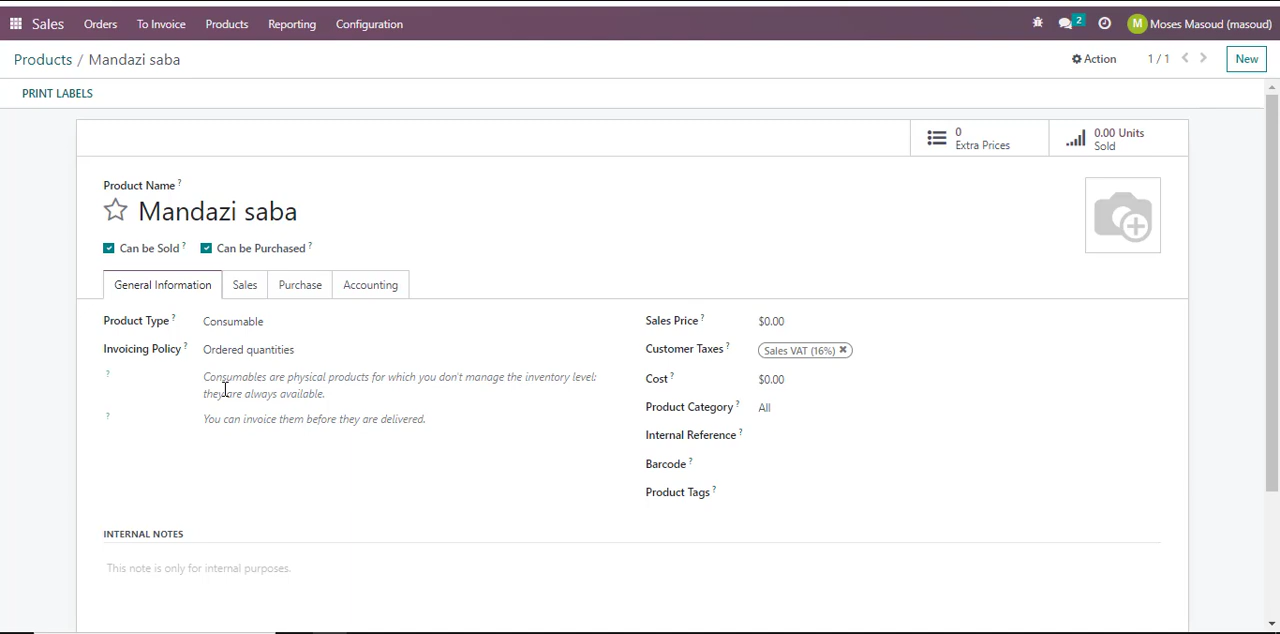 Sales Orders To Invoice Products Reporting Configuration 2 M Moses Masoud (masoud)
Products / Mandazi saba Action 1 / 1 New
PRINT LABELS
0
Extra Prices
0.00 Units
Sold
Product Name ?
Mandazi saba
Can be Sold ? Can be Purchased ?
General Information Sales Purchase Accounting
Product Type ? Consumable
Invoicing Policy ? Ordered quantities
? Consumables are physical products for which you don't manage the inventory level:
they are always available.
? You can invoice them before they are delivered.
Sales Price ? $0.00
Customer Taxes ? Sales VAT (16%) ✖
Cost ? $0.00
Product Category ? All
Internal Reference ?
Barcode ?
Product Tags ?
INTERNAL NOTES
This note is only for internal purposes.